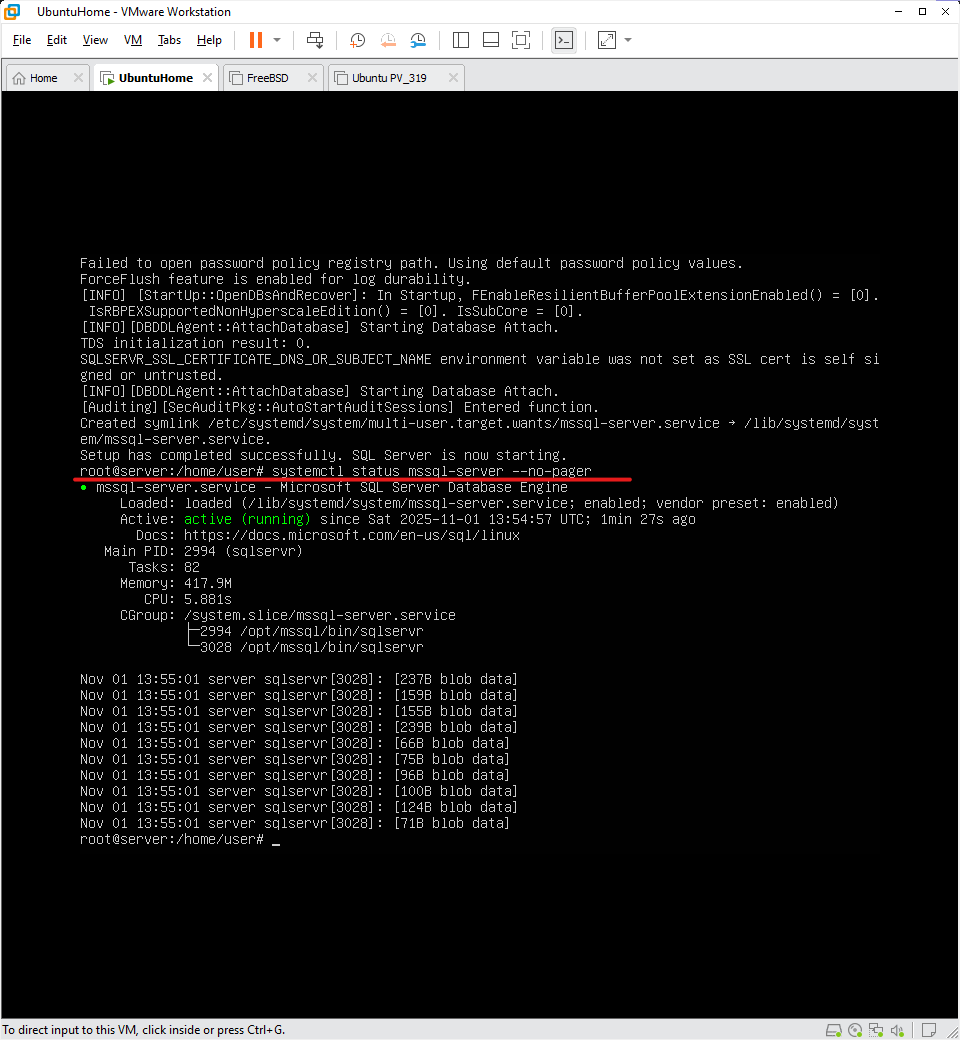 UbuntuHome - VMware Workstation
File Edit View VM Tabs Help
Home UbuntuHome FreeBSD Ubuntu PV_319
Failed to open password policy registry path. Using default password policy values.
ForceFlush feature is enabled for log durability.
[INFO] [StartUp::OpenDBsAndRecover]: In Startup, FEnableResilientBufferPoolExtensionEnabled() = [0].
IsRBPEXSupportedNonHyperscaleEdition() = [0]. IsSubCore = [0].
[INFO][DBDDLAgent::AttachDatabase] Starting Database Attach.
TDS initialization result: 0.
SQLSERVR_SSL_CERTIFICATE_DNS_OR_SUBJECT_NAME environment variable was not set as SSL cert is self si
gned or untrusted.
[INFO][DBDDLAgent::AttachDatabase] Starting Database Attach.
[Auditing][SecAuditPkg::AutoStartAuditSessions] Entered function.
Created symlink /etc/systemd/system/multi-user.target.wants/mssql-server.service → /lib/systemd/syst
em/mssql-server.service.
Setup has completed successfully. SQL Server is now starting.
root@server:/home/user# systemctl status mssql-server --no-pager
● mssql-server.service - Microsoft SQL Server Database Engine
Loaded: loaded (/lib/systemd/system/mssql-server.service; enabled; vendor preset: enabled)
Active: active (running) since Sat 2025-11-01 13:54:57 UTC; 1min 27s ago
Docs: https://docs.microsoft.com/en-us/sql/linux
Main PID: 2994 (sqlservr)
Tasks: 82
Memory: 417.9M
CPU: 5.881s
CGroup: /system.slice/mssql-server.service
├─2994 /opt/mssql/bin/sqlservr
└─3028 /opt/mssql/bin/sqlservr
Nov 01 13:55:01 server sqlservr[3028]: [237B blob data]
Nov 01 13:55:01 server sqlservr[3028]: [159B blob data]
Nov 01 13:55:01 server sqlservr[3028]: [155B blob data]
Nov 01 13:55:01 server sqlservr[3028]: [239B blob data]
Nov 01 13:55:01 server sqlservr[3028]: [66B blob data]
Nov 01 13:55:01 server sqlservr[3028]: [75B blob data]
Nov 01 13:55:01 server sqlservr[3028]: [96B blob data]
Nov 01 13:55:01 server sqlservr[3028]: [100B blob data]
Nov 01 13:55:01 server sqlservr[3028]: [124B blob data]
Nov 01 13:55:01 server sqlservr[3028]: [71B blob data]
root@server:/home/user# _
To direct input to this VM, click inside or press Ctrl+G.